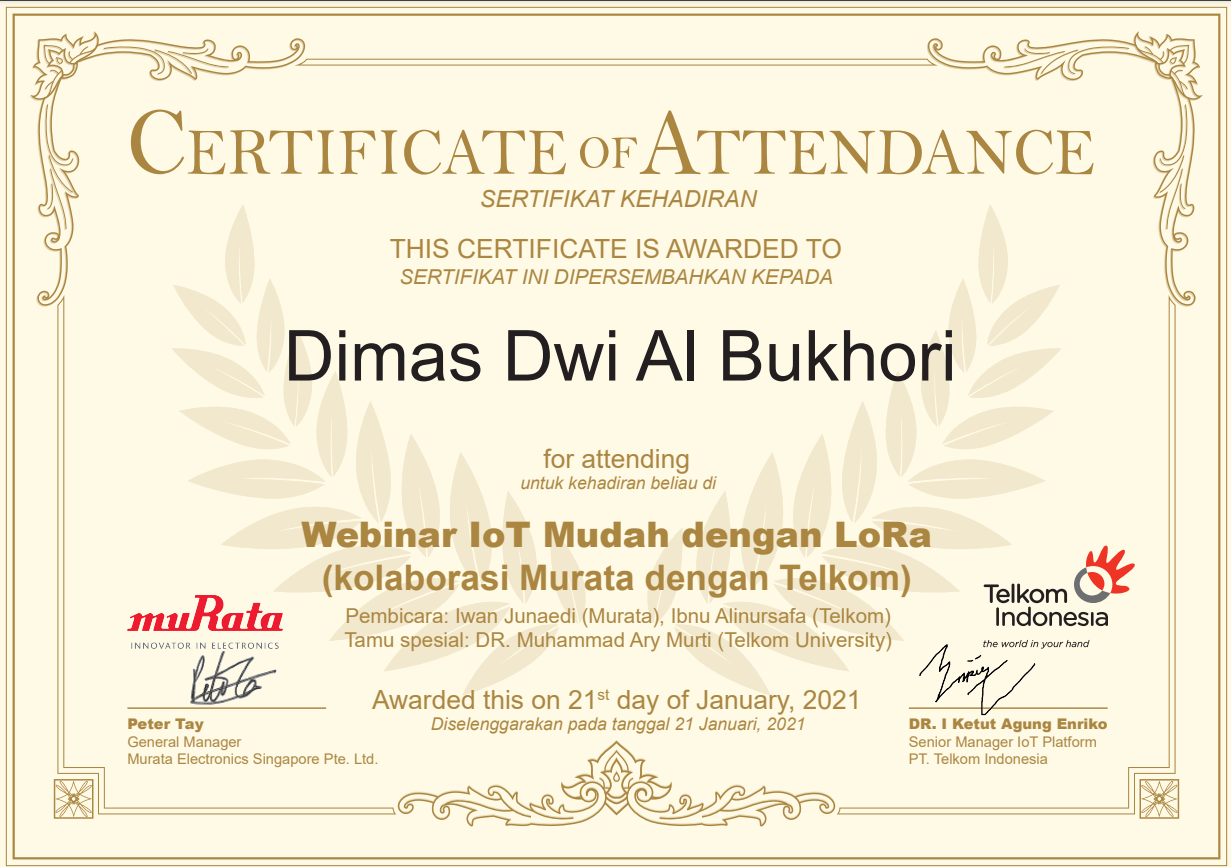 CERTIFICATE OF ATTENDANCE
SERTIFIKAT KEHADIRAN
THIS CERTIFICATE IS AWARDED TO
SERTIFIKAT INI DIPERSEMBAHKAN KEPADA
Dimas Dwi Al Bukhori
for attending
untuk kehadiran beliau di
Webinar IoT Mudah dengan LoRa
(kolaborasi Murata dengan Telkom)
Pembicara: Iwan Junaedi (Murata), Ibnu Alinursafa (Telkom)
Tamu spesial: DR. Muhammad Ary Murti (Telkom University)
Awarded this on 21st day of January, 2021
Diselenggarakan pada tanggal 21 Januari, 2021
muRata
INNOVATOR IN ELECTRONICS
Peter Tay
General Manager
Murata Electronics Singapore Pte. Ltd.
Telkom
Indonesia
the world in your hand
DR. I Ketut Agung Enriko
Senior Manager IoT Platform
PT. Telkom Indonesia